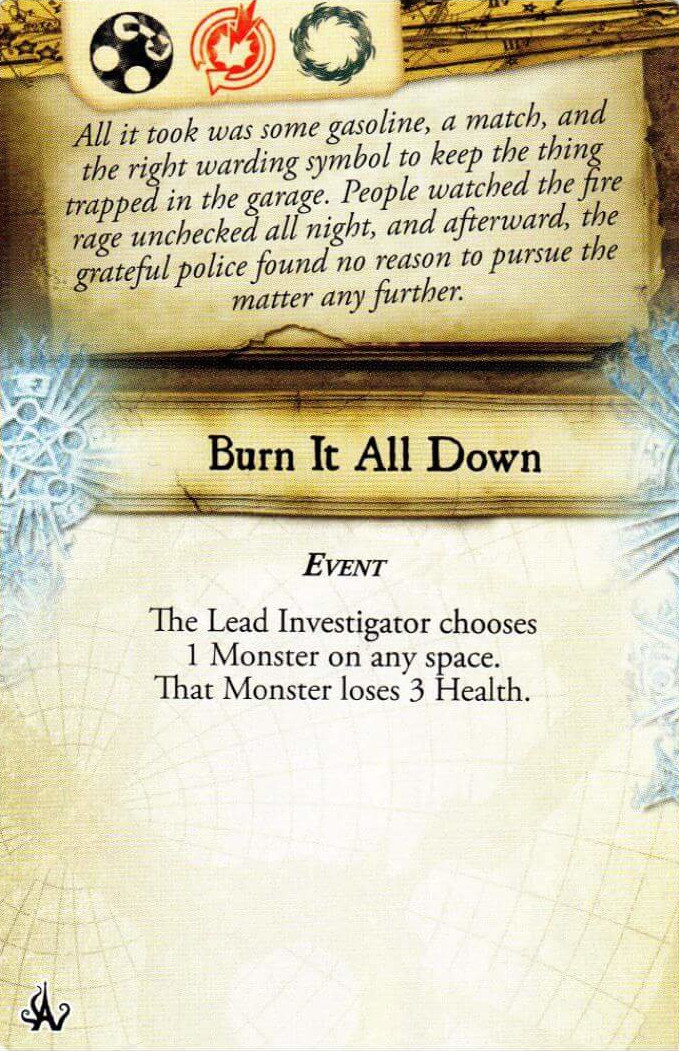 All it took was some gasoline, a match, and
the right warding symbol to keep the thing
trapped in the garage. People watched the fire
rage unchecked all night, and afterward, the
grateful police found no reason to pursue the
matter any further.
Burn It All Down
Event
The Lead Investigator chooses
1 Monster on any space.
That Monster loses 3 Health.